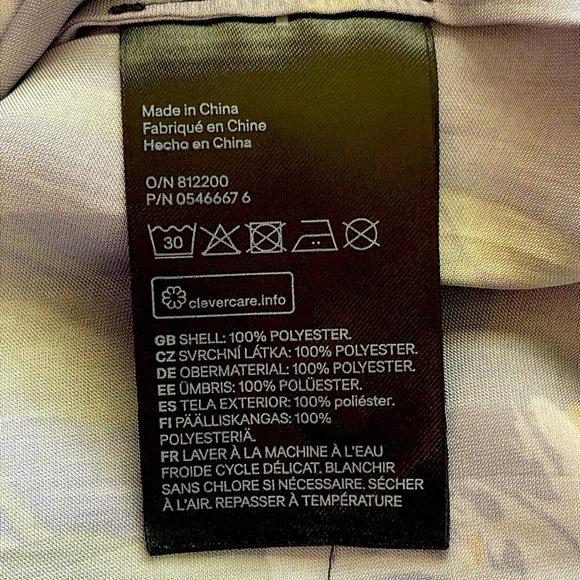 Made in China
Fabriqué en Chine
Hecho en China
O/N 812200
P/N 0546667 6
30
clevercare.info
GB SHELL: 100% POLYESTER.
CZ SVRCHNÍ LÁTKA: 100% POLYESTER.
DE OBERMATERIAL: 100% POLYESTER.
EE ÜMBRIS: 100% POLÜESTER.
ES TELA EXTERIOR: 100% poliéster.
FI PÄÄLLISKANGAS: 100%
POLYESTERIÄ.
FR LAVER À LA MACHINE À L'EAU
FROIDE CYCLE DÉLICAT. BLANCHIR
SANS CHLORE SI NÉCESSAIRE. SÉCHER
À L'AIR. REPASSER À TEMPÉRATURE